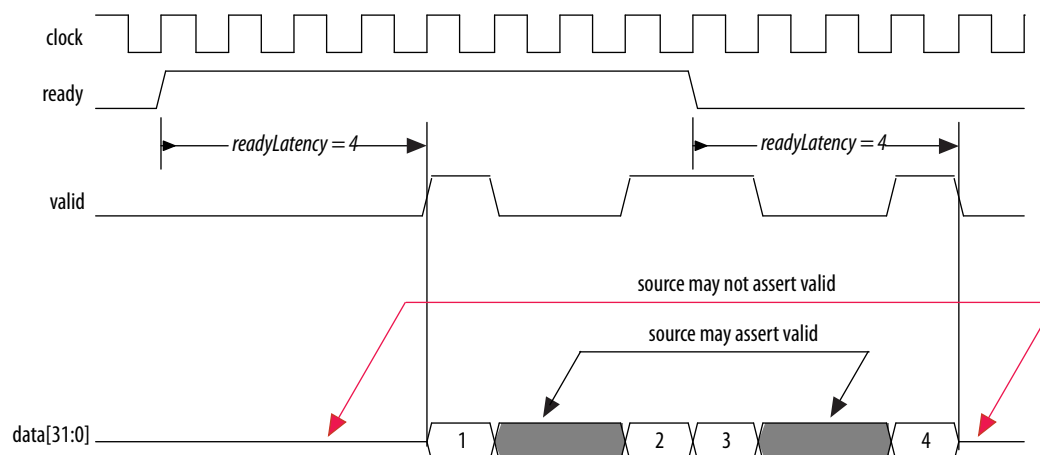 clock
ready
readyLatency = 4 readyLatency = 4
valid
source may not assert valid
source may assert valid
data[31:0] 1 2 3 4